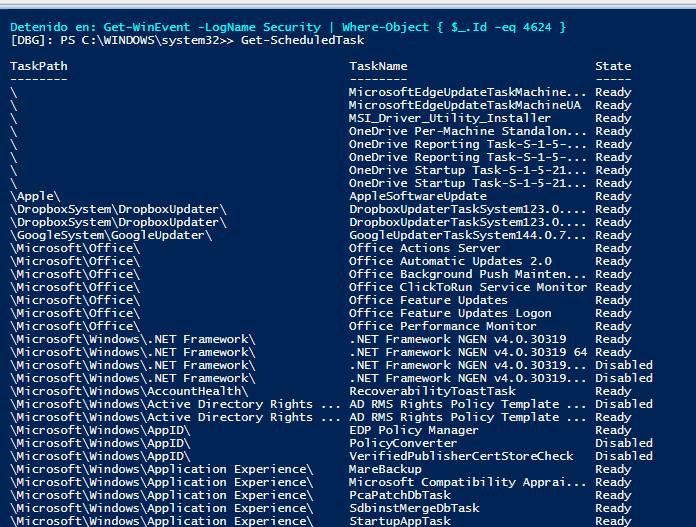 Detenido en: Get-WinEvent -LogName Security | Where-Object { $_.Id -eq 4624 }
[DBG]: PS C:\WINDOWS\system32>> Get-ScheduledTask
TaskPath TaskName State
-------- -------- -----
\ MicrosoftEdgeUpdateTaskMachine... Ready
\ MicrosoftEdgeUpdateTaskMachineUA Ready
\ MSI_Driver_Utility_Installer Ready
\ OneDrive Per-Machine Standalon... Ready
\ OneDrive Reporting Task-S-1-5-... Ready
\ OneDrive Reporting Task-S-1-5-... Ready
\ OneDrive Startup Task-S-1-5-21... Ready
\ OneDrive Startup Task-S-1-5-21... Ready
\Apple\ AppleSoftwareUpdate Ready
\DropboxSystem\DropboxUpdater\ DropboxUpdaterTaskSystem123.0.... Ready
\DropboxSystem\DropboxUpdater\ DropboxUpdaterTaskSystem123.0.... Ready
\GoogleSystem\GoogleUpdater\ GoogleUpdaterTaskSystem144.0.7... Ready
\Microsoft\Office\ Office Actions Server Ready
\Microsoft\Office\ Office Automatic Updates 2.0 Ready
\Microsoft\Office\ Office Background Push Mainten... Ready
\Microsoft\Office\ Office ClickToRun Service Monitor Ready
\Microsoft\Office\ Office Feature Updates Ready
\Microsoft\Office\ Office Feature Updates Logon Ready
\Microsoft\Office\ Office Performance Monitor Ready
\Microsoft\Windows\.NET Framework\ .NET Framework NGEN v4.0.30319 Ready
\Microsoft\Windows\.NET Framework\ .NET Framework NGEN v4.0.30319 64 Ready
\Microsoft\Windows\.NET Framework\ .NET Framework NGEN v4.0.30319... Disabled
\Microsoft\Windows\.NET Framework\ .NET Framework NGEN v4.0.30319... Disabled
\Microsoft\Windows\AccountHealth\ RecoverabilityToastTask Ready
\Microsoft\Windows\Active Directory Rights ... AD RMS Rights Policy Template ... Disabled
\Microsoft\Windows\Active Directory Rights ... AD RMS Rights Policy Template ... Ready
\Microsoft\Windows\AppID\ EDP Policy Manager Ready
\Microsoft\Windows\AppID\ PolicyConverter Disabled
\Microsoft\Windows\AppID\ VerifiedPublisherCertStoreCheck Disabled
\Microsoft\Windows\Application Experience\ MareBackup Ready
\Microsoft\Windows\Application Experience\ Microsoft Compatibility Apprai... Ready
\Microsoft\Windows\Application Experience\ PcaPatchDbTask Ready
\Microsoft\Windows\Application Experience\ SdbinstMergeDbTask Ready
\Microsoft\Windows\Application Experience\ StartupAppTask Ready